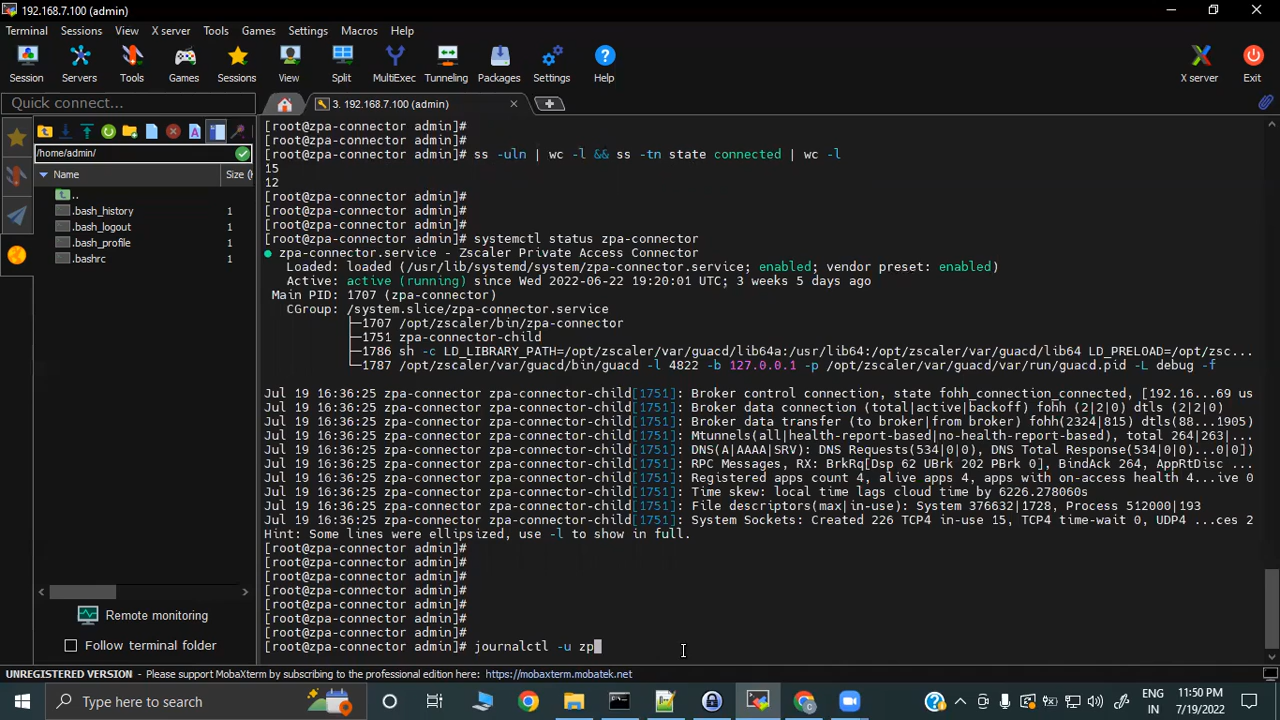 192.168.7.100 (admin)
Terminal Sessions View X server Tools Games Settings Macros Help
Session Servers Tools Games Sessions View Split MultiExec Tunneling Packages Settings Help X server Exit
Quick connect...
3. 192.168.7.100 (admin)
/home/admin/
Name Size (
..
.bash_history 1
.bash_logout 1
.bash_profile 1
.bashrc 1
Remote monitoring
Follow terminal folder
[root@zpa-connector admin]#
[root@zpa-connector admin]#
[root@zpa-connector admin]# ss -uln | wc -l && ss -tn state connected | wc -l
15
12
[root@zpa-connector admin]#
[root@zpa-connector admin]#
[root@zpa-connector admin]#
[root@zpa-connector admin]# systemctl status zpa-connector
● zpa-connector.service - Zscaler Private Access Connector
Loaded: loaded (/usr/lib/systemd/system/zpa-connector.service; enabled; vendor preset: enabled)
Active: active (running) since Wed 2022-06-22 19:20:01 UTC; 3 weeks 5 days ago
Main PID: 1707 (zpa-connector)
CGroup: /system.slice/zpa-connector.service
├─1707 /opt/zscaler/bin/zpa-connector
├─1751 zpa-connector-child
├─1786 sh -c LD_LIBRARY_PATH=/opt/zscaler/var/guacd/lib64a:/usr/lib64:/opt/zscaler/var/guacd/lib64 LD_PRELOAD=/opt/zsc...
└─1787 /opt/zscaler/var/guacd/bin/guacd -l 4822 -b 127.0.0.1 -p /opt/zscaler/var/guacd/var/run/guacd.pid -L debug -f
Jul 19 16:36:25 zpa-connector zpa-connector-child[1751]: Broker control connection, state fohh_connection_connected, [192.16...69 us
Jul 19 16:36:25 zpa-connector zpa-connector-child[1751]: Broker data connection (total|active|backoff) fohh (2|2|0) dtls (2|2|0)
Jul 19 16:36:25 zpa-connector zpa-connector-child[1751]: Broker data transfer (to broker|from broker) fohh(2324|815) dtls(88...1905)
Jul 19 16:36:25 zpa-connector zpa-connector-child[1751]: Mtunnels(all|health-report-based|no-health-report-based), total 264|263|...
Jul 19 16:36:25 zpa-connector zpa-connector-child[1751]: DNS(A|AAAA|SRV): DNS Requests(534|0|0), DNS Total Response(534|0|0...0|0|0])
Jul 19 16:36:25 zpa-connector zpa-connector-child[1751]: RPC Messages, RX: BrkRq[Dsp 62 UBrk 202 PBrk 0], BindAck 264, AppRtDisc ...
Jul 19 16:36:25 zpa-connector zpa-connector-child[1751]: Registered apps count 4, alive apps 4, apps with on-access health 4...ive 0
Jul 19 16:36:25 zpa-connector zpa-connector-child[1751]: Time skew: local time lags cloud time by 6226.278060s
Jul 19 16:36:25 zpa-connector zpa-connector-child[1751]: File descriptors(max|in-use): System 376632|1728, Process 512000|193
Jul 19 16:36:25 zpa-connector zpa-connector-child[1751]: System Sockets: Created 226 TCP4 in-use 15, TCP4 time-wait 0, UDP4 ...ces 2
Hint: Some lines were ellipsized, use -l to show in full.
[root@zpa-connector admin]#
[root@zpa-connector admin]#
[root@zpa-connector admin]#
[root@zpa-connector admin]#
[root@zpa-connector admin]#
[root@zpa-connector admin]#
[root@zpa-connector admin]#
[root@zpa-connector admin]# journalctl -u zp
UNREGISTERED VERSION - Please support MobaXterm by subscribing to the professional edition here: https://mobaxterm.mobatek.net
Type here to search
ENG
IN
11:50 PM
7/19/2022